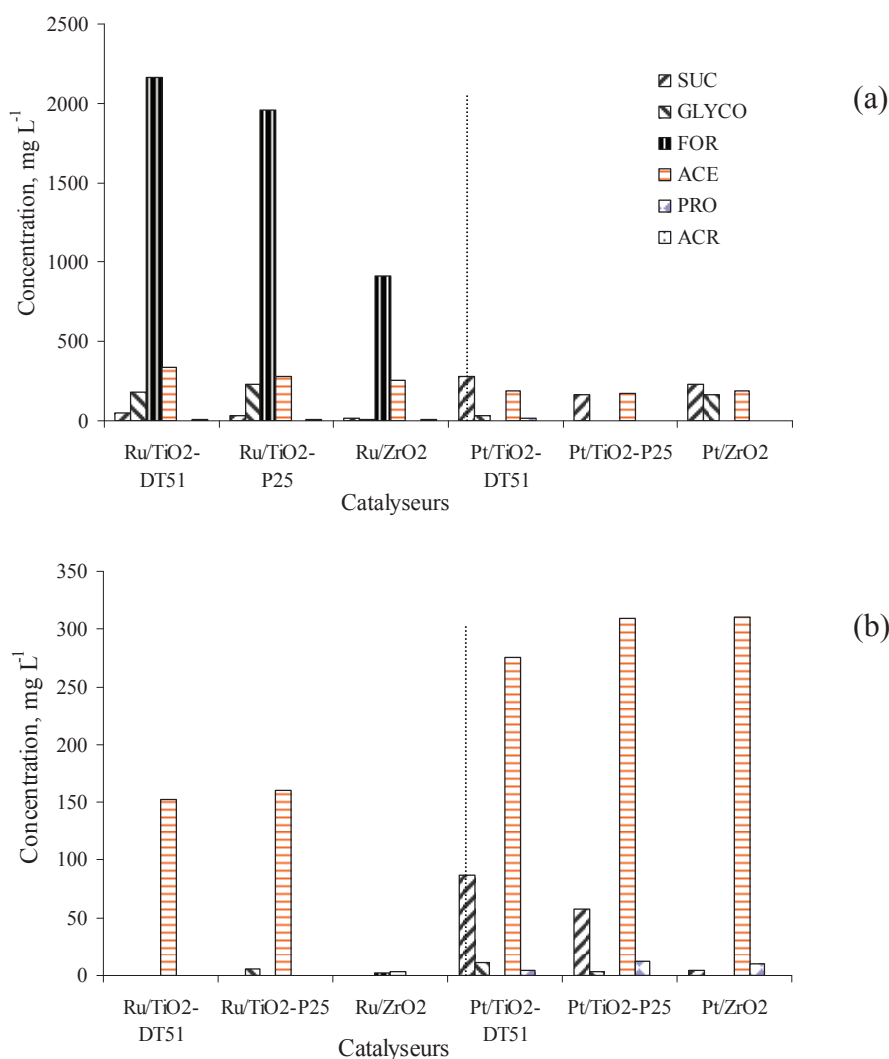 (a)
Concentration, mg L-1
2500
2000
1500
1000
500
0
SUC
GLYCO
FOR
ACE
PRO
ACR
Ru/TiO2-DT51
Ru/TiO2-P25
Ru/ZrO2
Pt/TiO2-DT51
Pt/TiO2-P25
Pt/ZrO2
Catalyseurs
(b)
Concentration, mg L1
350
300
250
200
150
100
50
0
Ru/TiO2-DT51
Ru/TiO2-P25
Ru/ZrO2
Pt/TiO2-DT51
Pt/TiO2-P25
Pt/ZrO2
Catalyseurs